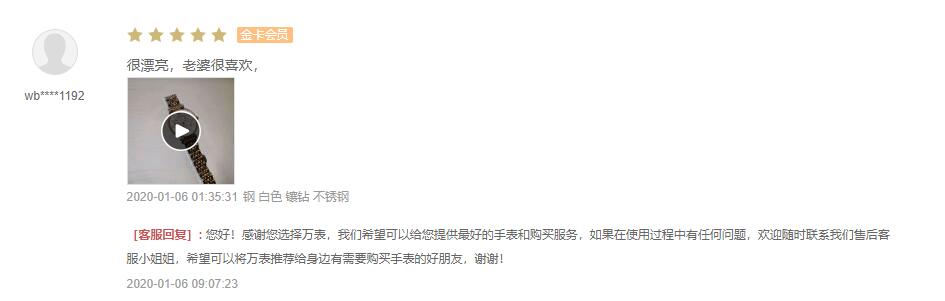 金卡会员
很漂亮，老婆很喜欢，
wb****1192
2020-01-06 01:35:31 钢 白色 镶钻 不锈钢
［客服回复］: 您好！感谢您选择万表，我们希望可以给您提供最好的手表和购买服务，如果在使用过程中有任何问题，欢迎随时联系我们售后客
服小姐姐，希望可以将万表推荐给身边有需要购买手表的好朋友，谢谢！
2020-01-06 09:07:23